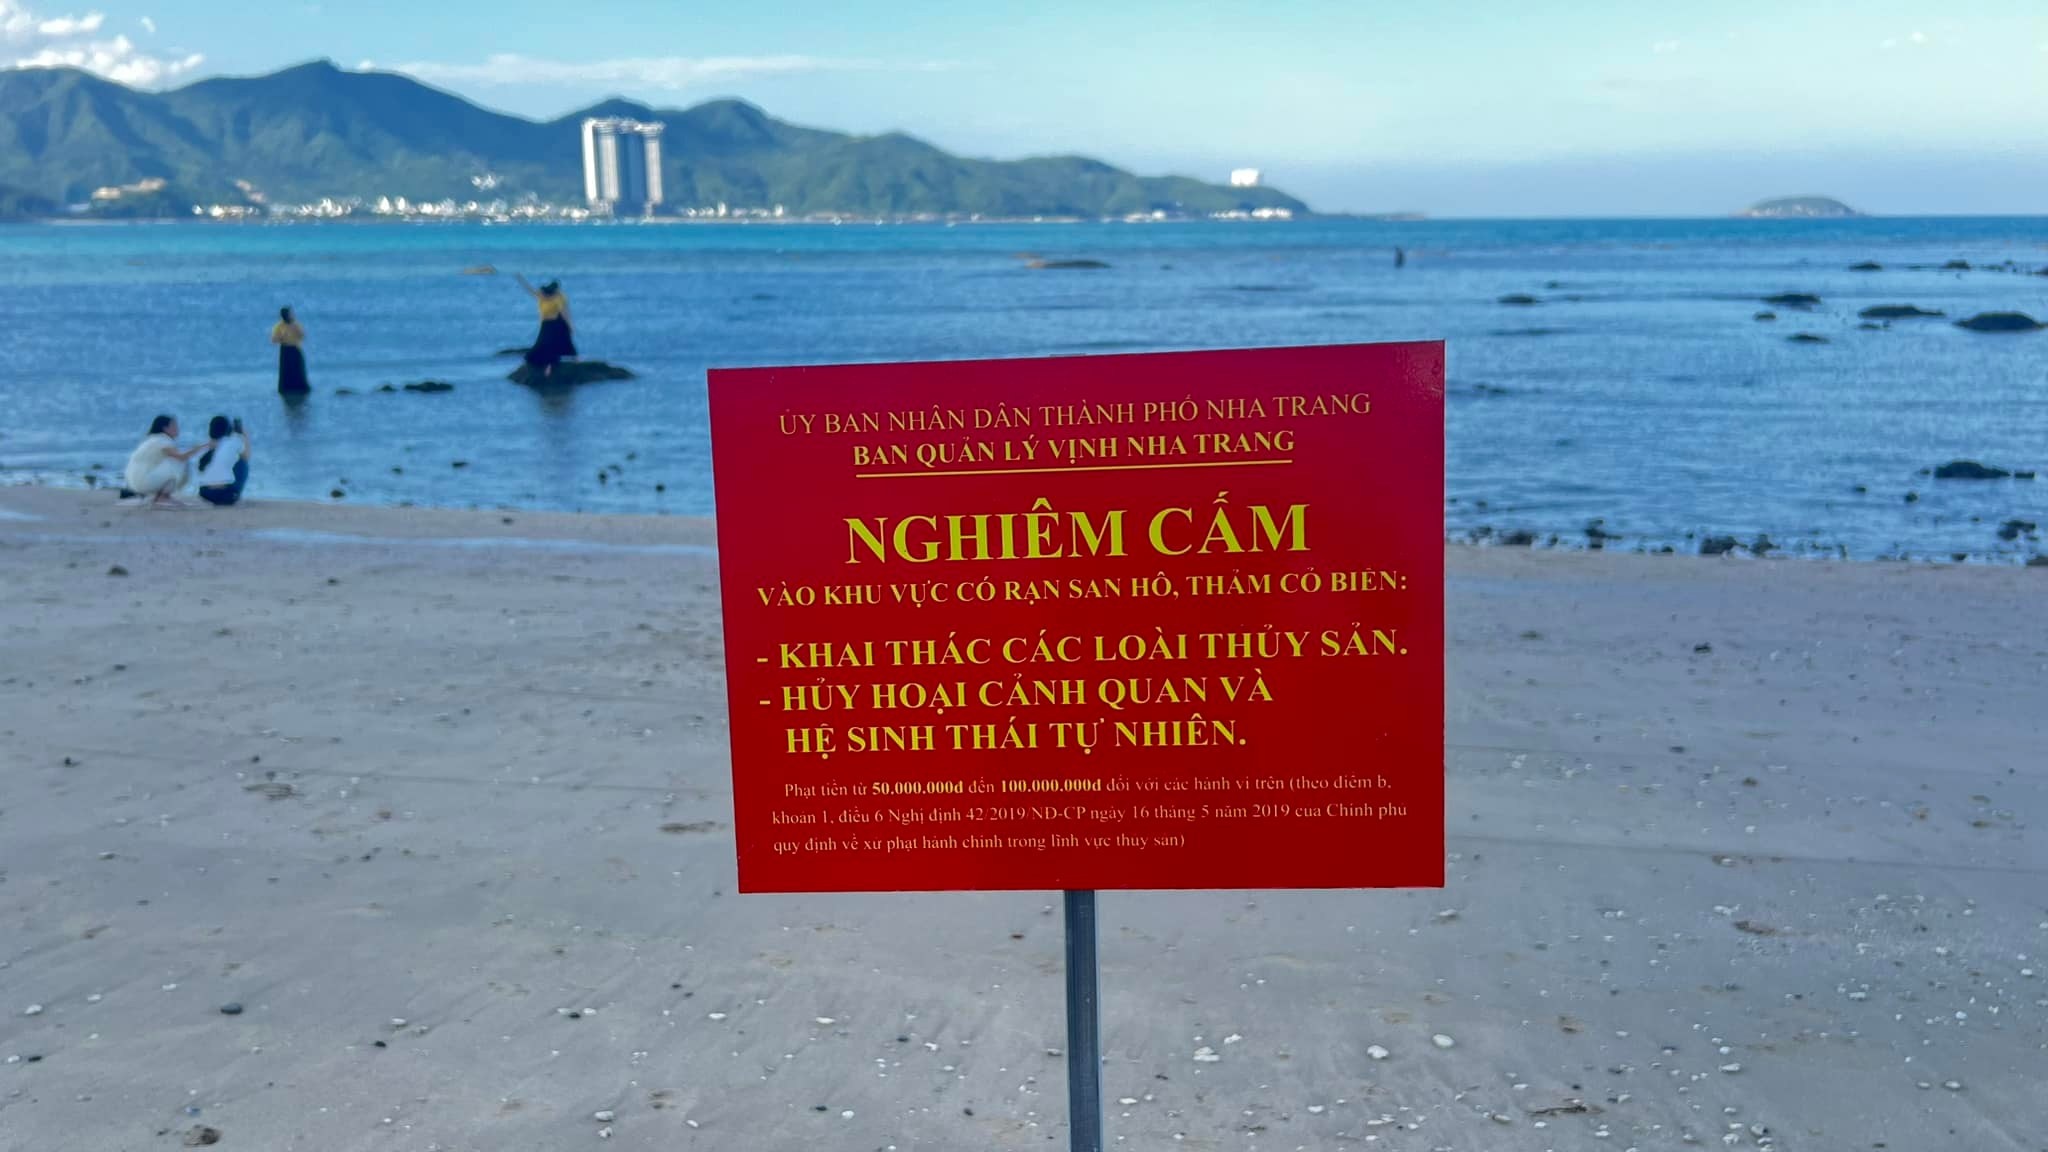 ỦY BAN NHÂN DÂN THÀNH PHỐ NHA TRANG
BAN QUẢN LÝ VỊNH NHA TRANG
NGHIÊM CẤM
VÀO KHU VỰC CÓ RẠN SAN HÔ, THẢM CỎ BIỂN:
- KHAI THÁC CÁC LOÀI THỦY SẢN.
- HỦY HOẠI CẢNH QUAN VÀ
HỆ SINH THÁI TỰ NHIÊN.
Phạt tiền từ 50.000.000đ đến 100.000.000đ đối với các hành vi trên (theo điểm b,
khoản 1, điều 6 Nghị định 42/2019/NĐ-CP ngày 16 tháng 5 năm 2019 của Chính phủ
quy định về xử phạt hành chính trong lĩnh vực thủy sản)